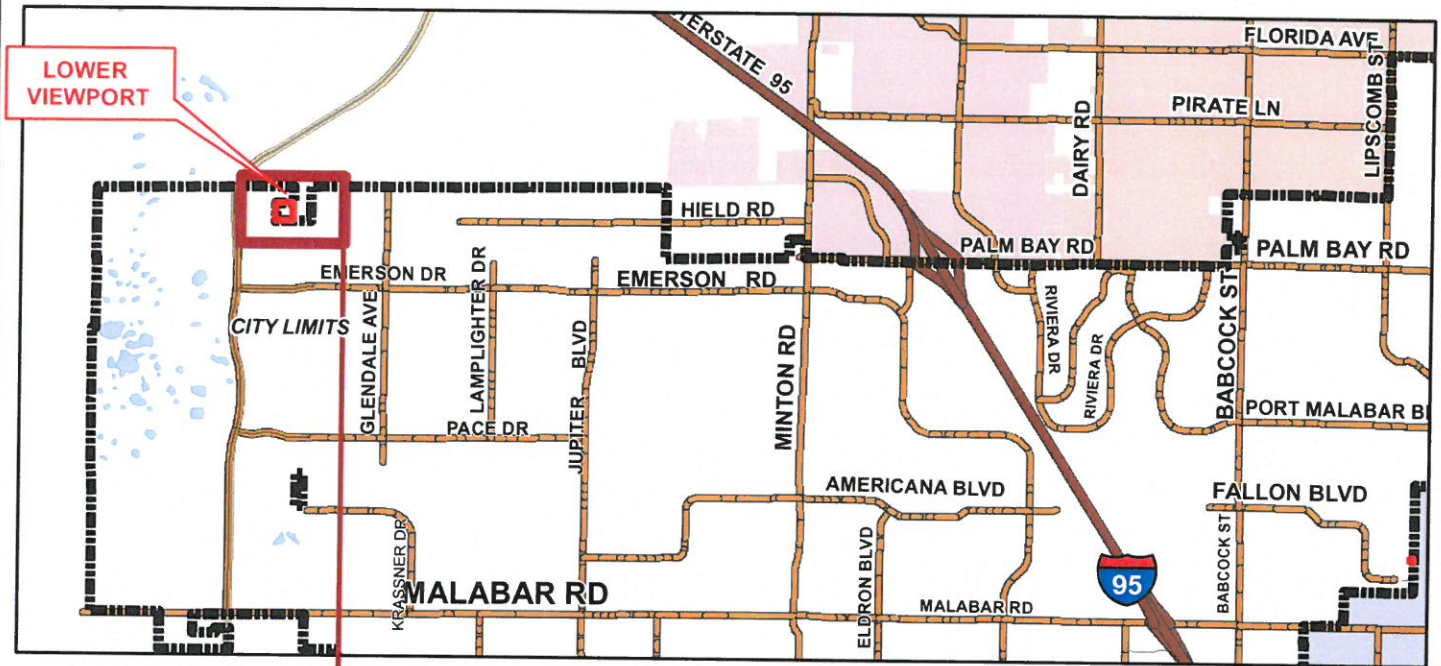 LOWER
VIEWPORT
INTERSTATE 95
FLORIDA AVE
LIPSCOMB ST
PIRATE LN
DAIRY RD
HIELD RD
PALM BAY RD
PALM BAY RD
EMERSON DR
EMERSON RD
CITY LIMITS
GLENDALE AVE
LAMPLIGHTER DR
JUPITER BLVD
MINTON RD
RIVIERA DR
RIVIERA DR
BABCOCK ST
PORT MALABAR B
PACE DR
AMERICANA BLVD
FALLON BLVD
KRASSNER DR
ELDRON BLVD
95
BABCOCK ST
MALABAR RD
MALABAR RD